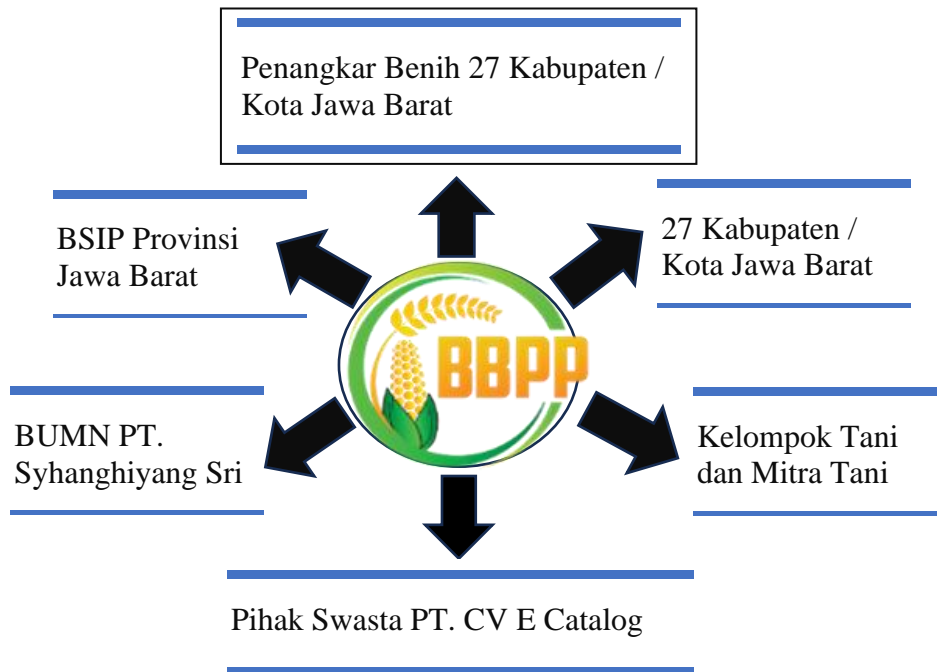 Penangkar Benih 27 Kabupaten /
Kota Jawa Barat
BSIP Provinsi
Jawa Barat
27 Kabupaten /
Kota Jawa Barat
BBPP
BUMN PT.
Syhanghiyang Sri
Kelompok Tani
dan Mitra Tani
Pihak Swasta PT. CV E Catalog